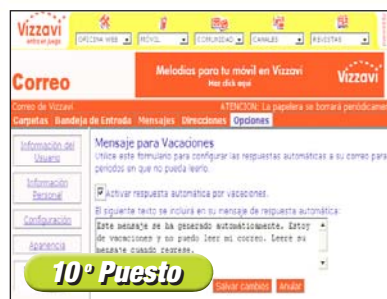 Vizzavi
entra en juego
OFICINA WEB
MÓVIL
COMUNIDAD
CANALES
REVISTAS
Correo
Melodías para tu móvil en Vizzavi
Haz click aquí
Vizzavi
Correo de Vizzavi
ATENCION: La papelera se borrará periódicamen
Carpetas Bandeja de Entrada Mensajes Direcciones Opciones
Información del
Usuario
Información
Personal
Configuración
Apariencia
Mensaje para Vacaciones
Utilice este formulario para configurar las respuestas automáticas a su correo para
periodos en que no pueda leerlo.
Activar respuesta automática por vacaciones.
El siguiente texto se incluirá en su mensaje de respuesta automática:
Este mensaje se ha generado automáticamente. Estoy
de vacaciones y no puedo leer mi correo. Leere su
mensaje cuando regrese.
10º Puesto
Salvar cambios Anular